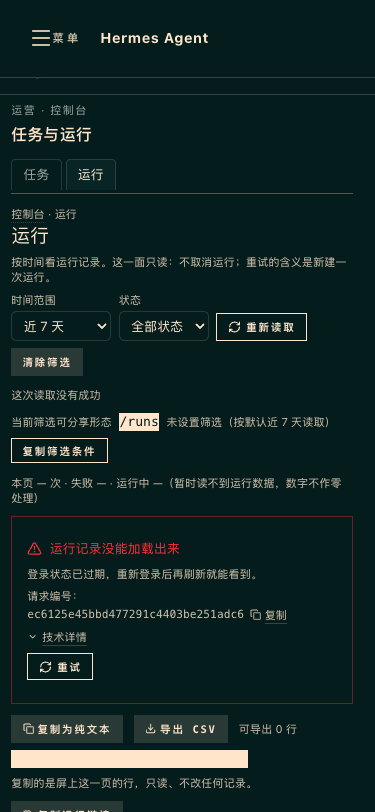 菜单 Hermes Agent
运营 · 控制台
任务与运行
任务 运行
控制台 · 运行
运行
按时间看运行记录。这一面只读：不取消运行；重试的含义是新建一
次运行。
时间范围 状态
近 7 天 全部状态 重新读取
清除筛选
这次读取没有成功
当前筛选可分享形态 /runs 未设置筛选（按默认近 7 天读取）
复制筛选条件
本页 — 次 · 失败 — · 运行中 —（暂时读不到运行数据，数字不作零
处理）
运行记录没能加载出来
登录状态已过期，重新登录后再刷新就能看到。
请求编号：
ec6125e45bbd477291c4403be251adc6 复制
技术详情
重试
复制为纯文本 导出 CSV 可导出 0 行
复制的是屏上这一页的行，只读、不改任何记录。